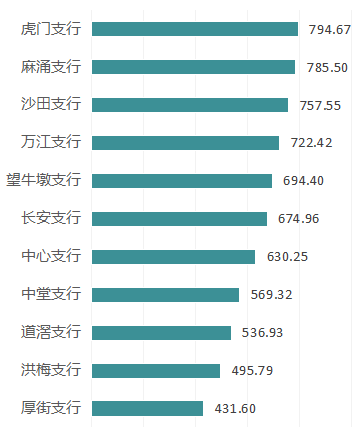 虎门支行 794.67
麻涌支行 785.50
沙田支行 757.55
万江支行 722.42
望牛墩支行 694.40
长安支行 674.96
中心支行 630.25
中堂支行 569.32
道滘支行 536.93
洪梅支行 495.79
厚街支行 431.60